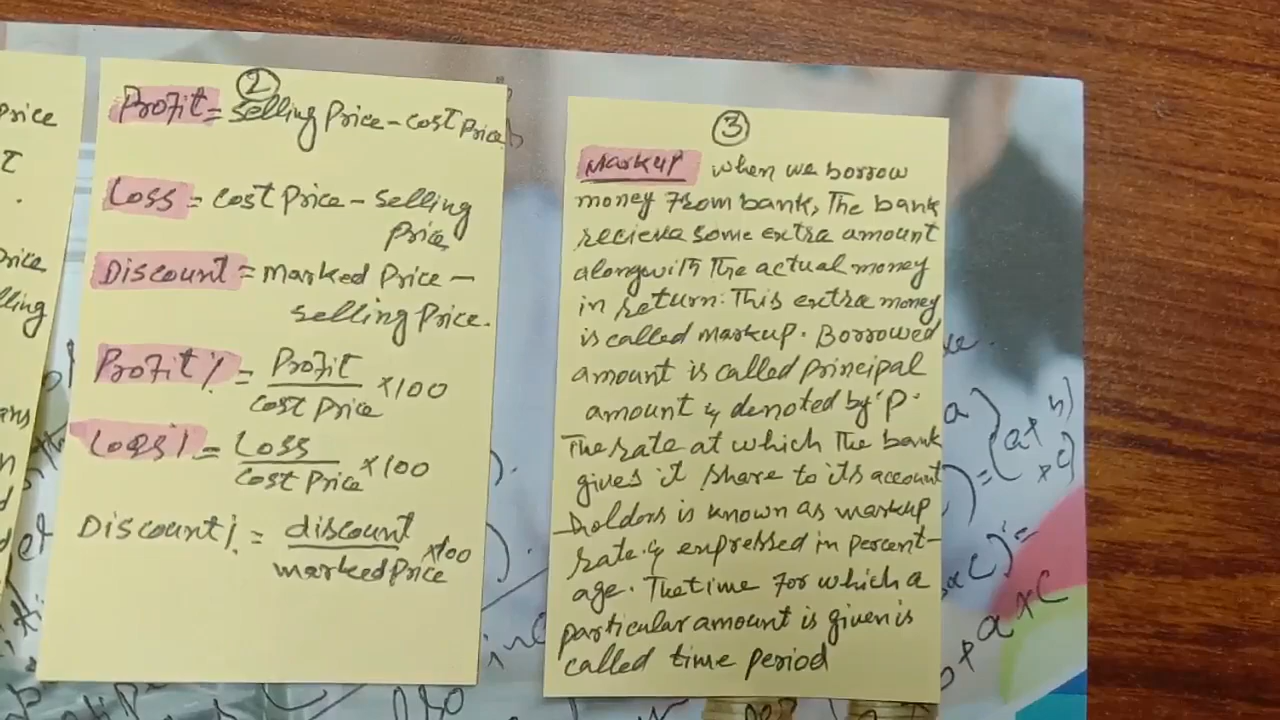 Price
Price
lling
②
Profit = Selling Price - cost Price
Loss = cost Price - selling
Price
Discount = marked Price -
selling Price.
Profit % = Profit / cost Price × 100
Loss % = Loss / cost Price × 100
Discount % = discount / marked Price × 100
③
Markup when we borrow
money From bank, The bank
recieve some extra amount
alongwith The actual money
in return. This extra money
is called markup. Borrowed
amount is called principal
amount & denoted by 'P.
The rate at which The bank
gives it share to its account
holders is known as markup
rate & expressed in percent-
age. The time For which a
particular amount is given is
called time period